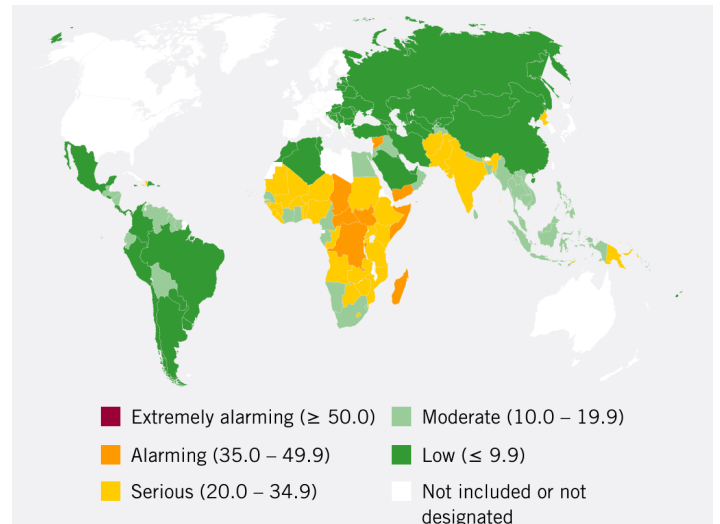 Extremely alarming (≥ 50.0)
Alarming (35.0 – 49.9)
Serious (20.0 – 34.9)
Moderate (10.0 – 19.9)
Low (≤ 9.9)
Not included or not
designated